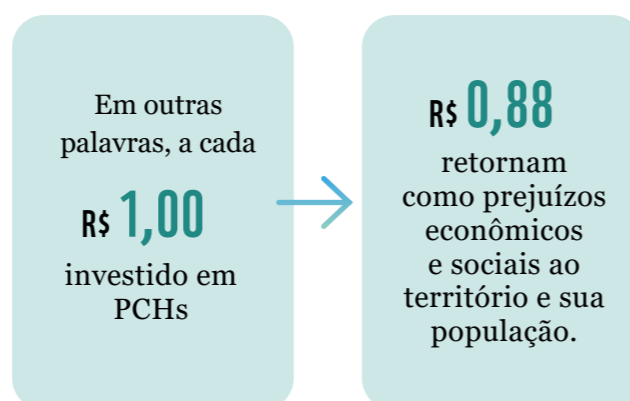 Em outras
palavras, a cada
R$ 1,00
investido em
PCHs
R$ 0,88
retornam
como prejuízos
econômicos
e sociais ao
território e sua
população.